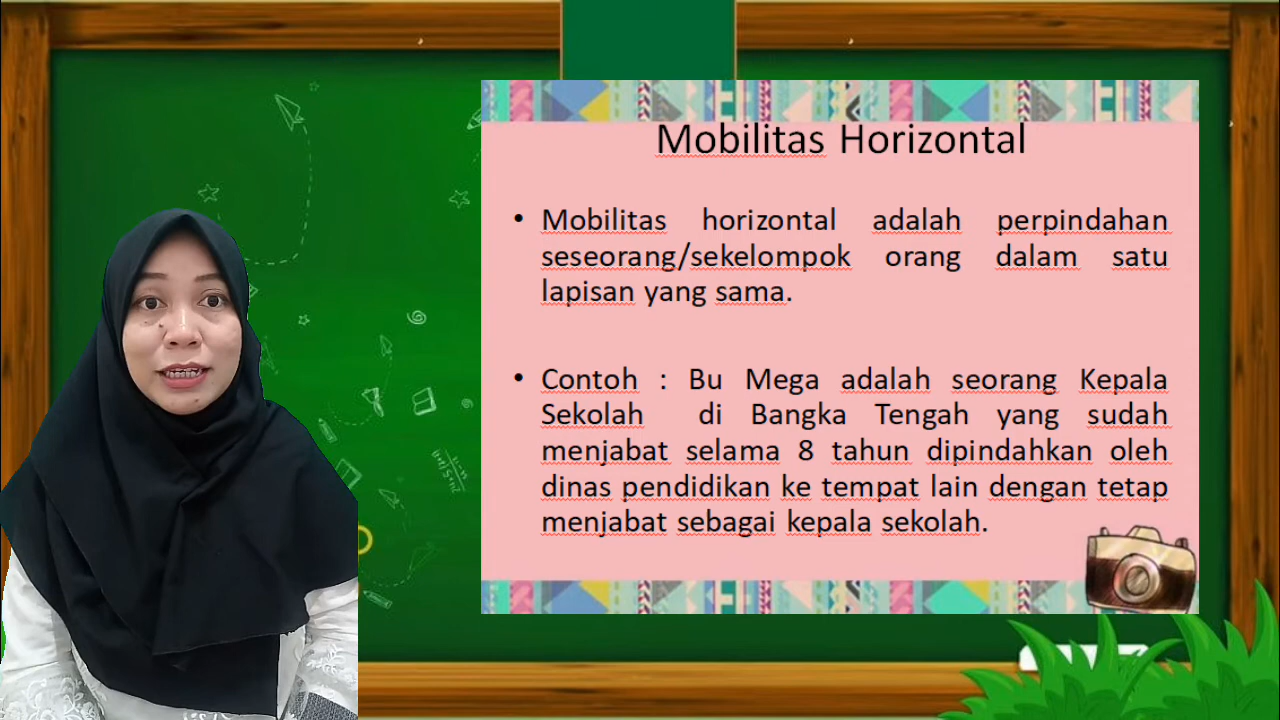 Mobilitas Horizontal
• Mobilitas horizontal adalah perpindahan
seseorang/sekelompok orang dalam satu
lapisan yang sama.
• Contoh : Bu Mega adalah seorang Kepala
Sekolah di Bangka Tengah yang sudah
menjabat selama 8 tahun dipindahkan oleh
dinas pendidikan ke tempat lain dengan tetap
menjabat sebagai kepala sekolah.